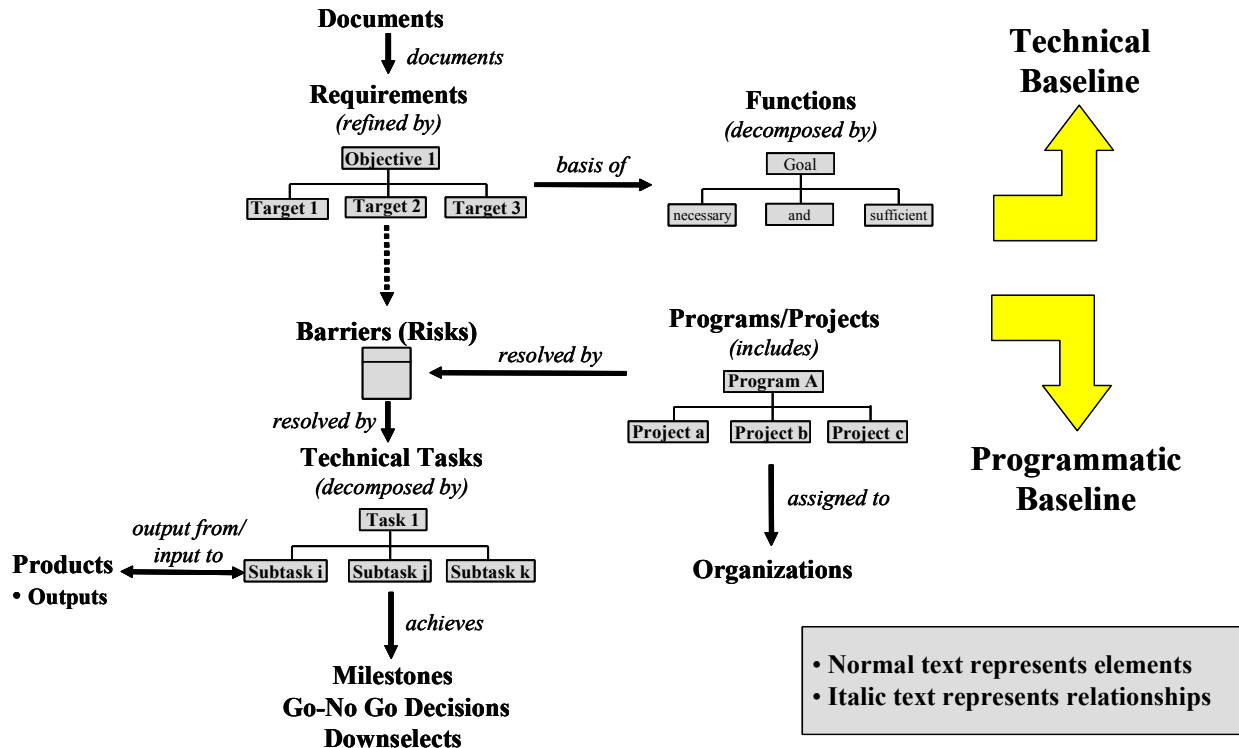 Documents
documents
Requirements
(refined by)
Objective 1
Target 1 Target 2 Target 3
basis of
Functions
(decomposed by)
Goal
necessary and sufficient
Technical
Baseline
Barriers (Risks)
resolved by
resolved by
Programs/Projects
(includes)
Program A
Project a Project b Project c
Programmatic
Baseline
Technical Tasks
(decomposed by)
Task 1
Subtask i Subtask j Subtask k
output from/
input to
Products
• Outputs
assigned to
Organizations
achieves
Milestones
Go-No Go Decisions
Downselects
• Normal text represents elements
• Italic text represents relationships